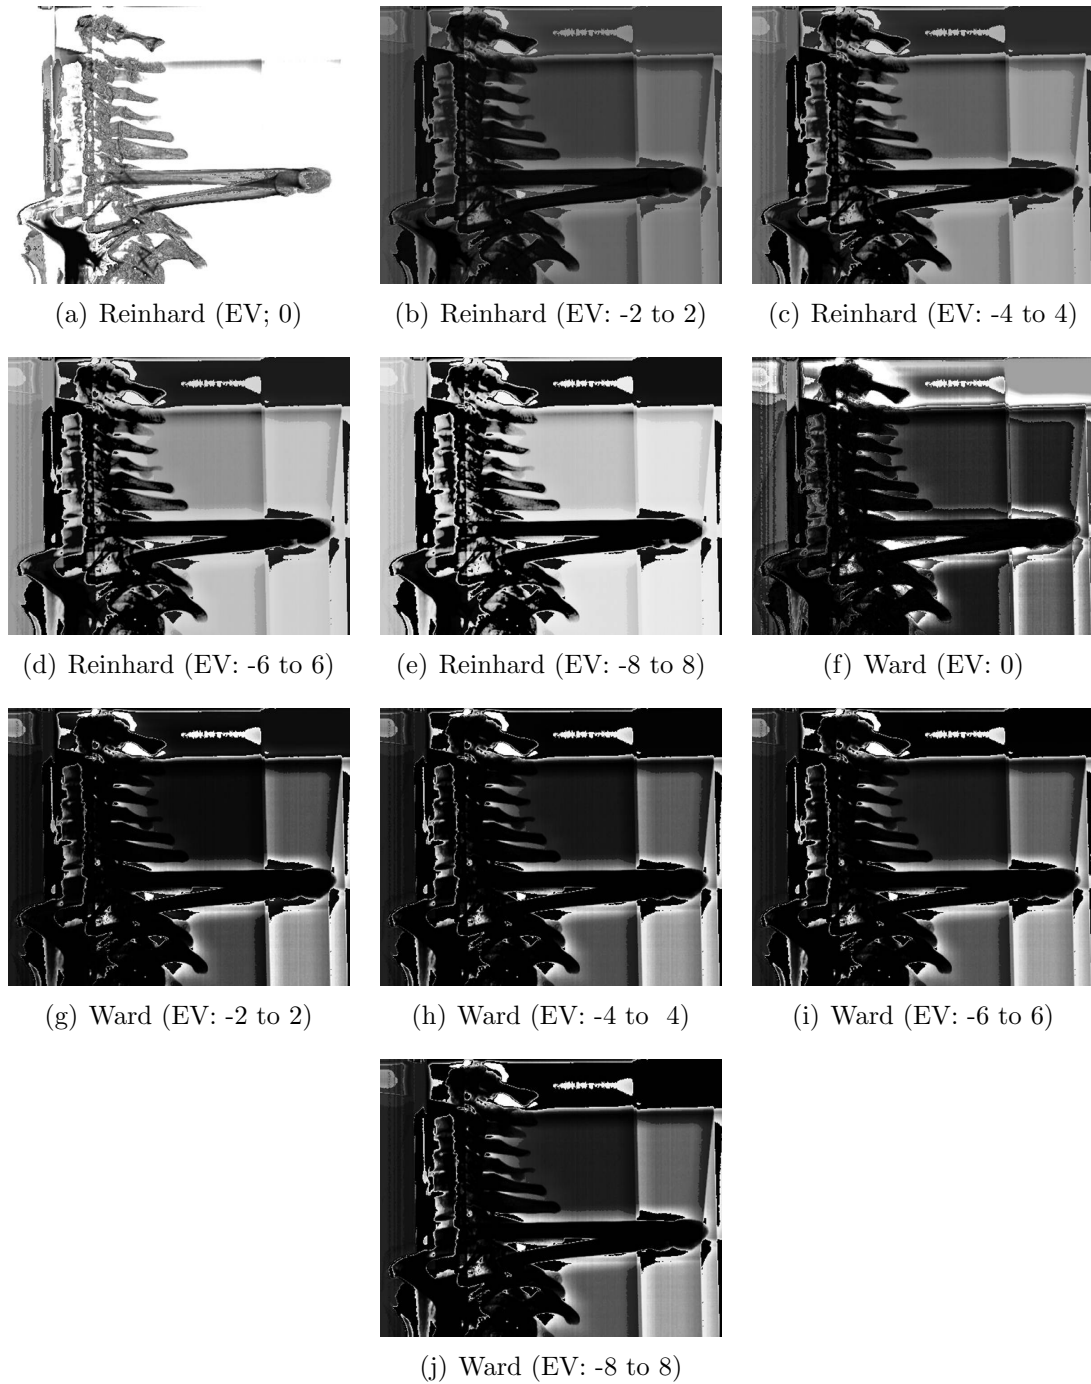 (a) Reinhard (EV; 0)
(b) Reinhard (EV: -2 to 2)
(c) Reinhard (EV: -4 to 4)
(d) Reinhard (EV: -6 to 6)
(e) Reinhard (EV: -8 to 8)
(f) Ward (EV: 0)
(g) Ward (EV: -2 to 2)
(h) Ward (EV: -4 to 4)
(i) Ward (EV: -6 to 6)
(j) Ward (EV: -8 to 8)